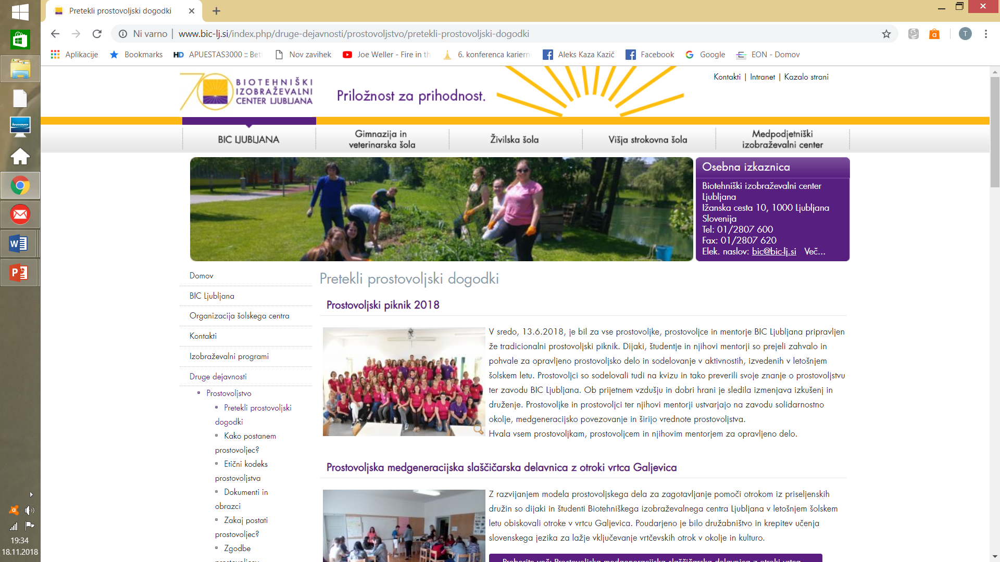 Pretekli prostovoljski dogodki
Ni varno | www.bic-lj.si/index.php/druge-dejavnosti/prostovoljstvo/pretekli-prostovoljski-dogodki
T
Aplikacije
Bookmarks
HD APUESTAS3000 :: Beti
Nov zavihek
Joe Weller - Fire in th
6. konferenca kariern
Aleks Kaza Kazič
Facebook
Google
EON - Domov
70 BIOTEHNIŠKI
IZOBRAŽEVALNI
CENTER LJUBLJANA
Priložnost za prihodnost.
Kontakti | Intranet | Kazalo strani
BIC LJUBLJANA
Gimnazija in
veterinarska šola
Živilska šola
Višja strokovna šola
Medpodjetniški
izobraževalni center
Osebna izkaznica
Biotehniški izobraževalni center
Ljubljana
Ižanska cesta 10, 1000 Ljubljana
Slovenija
Tel: 01/2807 600
Fax: 01/2807 620
Elek. naslov: bic@bic-lj.si Več...
Domov
BIC Ljubljana
Organizacija šolskega centra
Kontakti
Izobraževalni programi
Druge dejavnosti
Prostovoljstvo
Pretekli prostovoljski
dogodki
Kako postanem
prostovoljec?
Etični kodeks
prostovoljstva
Dokumenti in
obrazci
Zakaj postati
prostovoljec?
Zgodbe
prostovoljcev
Pretekli prostovoljski dogodki
Prostovoljski piknik 2018
V sredo, 13.6.2018, je bil za vse prostovoljke, prostovoljce in mentorje BIC Ljubljana pripravljen
že tradicionalni prostovoljski piknik. Dijaki, študentje in njihovi mentorji so prejeli zahvalo in
pohvale za opravljeno prostovoljsko delo in sodelovanje v aktivnostih, izvedenih v letošnjem
šolskem letu. Prostovoljci so sodelovali tudi na kvizu in tako preverili svoje znanje o prostovoljstvu
ter zavodu BIC Ljubljana. Ob prijetnem vzdušju in dobri hrani je sledila izmenjava izkušenj in
druženje. Prostovoljke in prostovoljci ter njihovi mentorji ustvarjajo na zavodu solidarnostno
okolje, medgeneracijsko povezovanje in širijo vrednote prostovoljstva.
Hvala vsem prostovoljkam, prostovoljcem in njihovim mentorjem za opravljeno delo.
Prostovoljska medgeneracijska slaščičarska delavnica z otroki vrtca Galjevica
Z razvijanjem modela prostovoljskega dela za zagotavljanje pomoči otrokom iz priseljenskih
družin so dijaki in študenti Biotehniškega izobraževalnega centra Ljubljana v letošnjem šolskem
letu obiskovali otroke v vrtcu Galjevica. Poudarjeno je bilo družabništvo in krepitev učenja
slovenskega jezika za lažje vključevanje vrtčevskih otrok v okolje in kulturo.
Preberite več: Prostovoljska medgeneracijska slaščičarska delavnica z otroki vrtca
19:34
18.11.2018